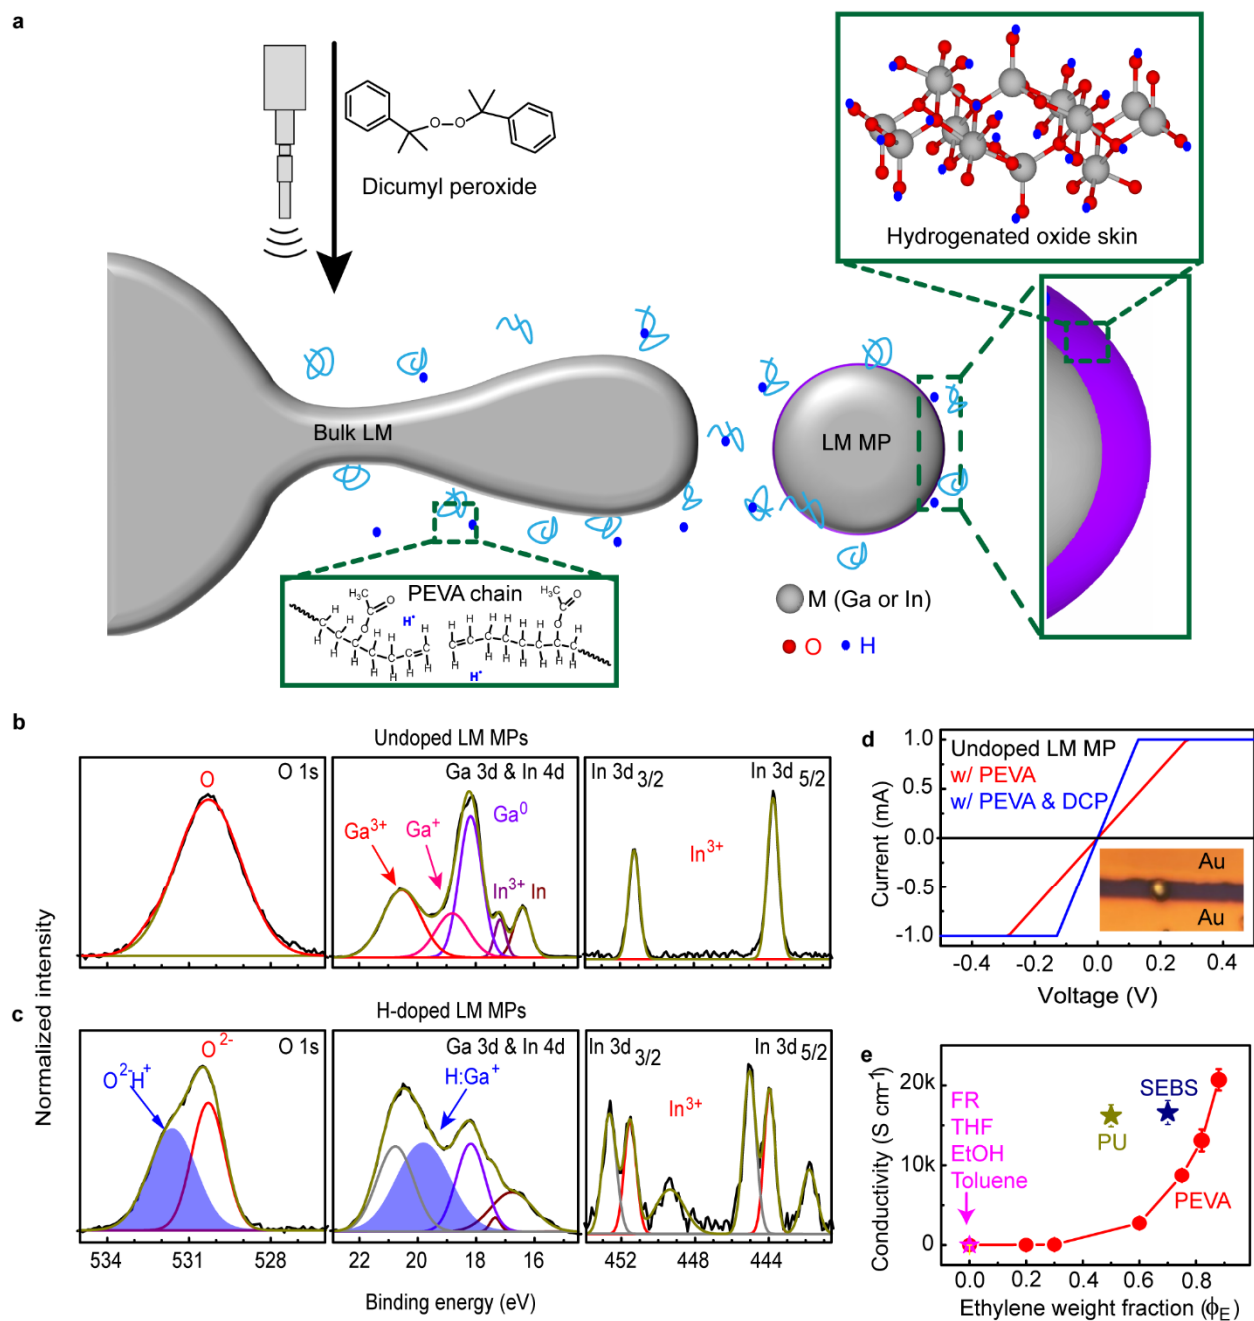 a
Dicumyl peroxide
O
O
Hydrogenated oxide skin
Bulk LM
LM MP
PEVA chain
H₃C
O
O
H•
H•
H₃C
O
O
M (Ga or In)
O H
b
Undoped LM MPs
O 1s
O
Ga 3d & In 4d
Ga³⁺
Ga⁺
Ga⁰
In³⁺ In
In 3d 3/2
In 3d 5/2
In³⁺
c
H-doped LM MPs
O 1s
O²⁻H⁺
O²⁻
Ga 3d & In 4d
H:Ga⁺
In 3d 3/2
In 3d 5/2
In³⁺
534 531 528
22 20 18 16
452 448 444
Normalized intensity
Binding energy (eV)
d
Undoped LM MP
w/ PEVA
w/ PEVA & DCP
Au
Au
1.0
0.5
0.0
-0.5
-1.0
Current (mA)
-0.4 -0.2 0.0 0.2 0.4
Voltage (V)
e
FR
THF
EtOH
Toluene
PU
SEBS
PEVA
20k
10k
0
Conductivity (S cm⁻¹)
0.0 0.2 0.4 0.6 0.8
Ethylene weight fraction (ϕE)